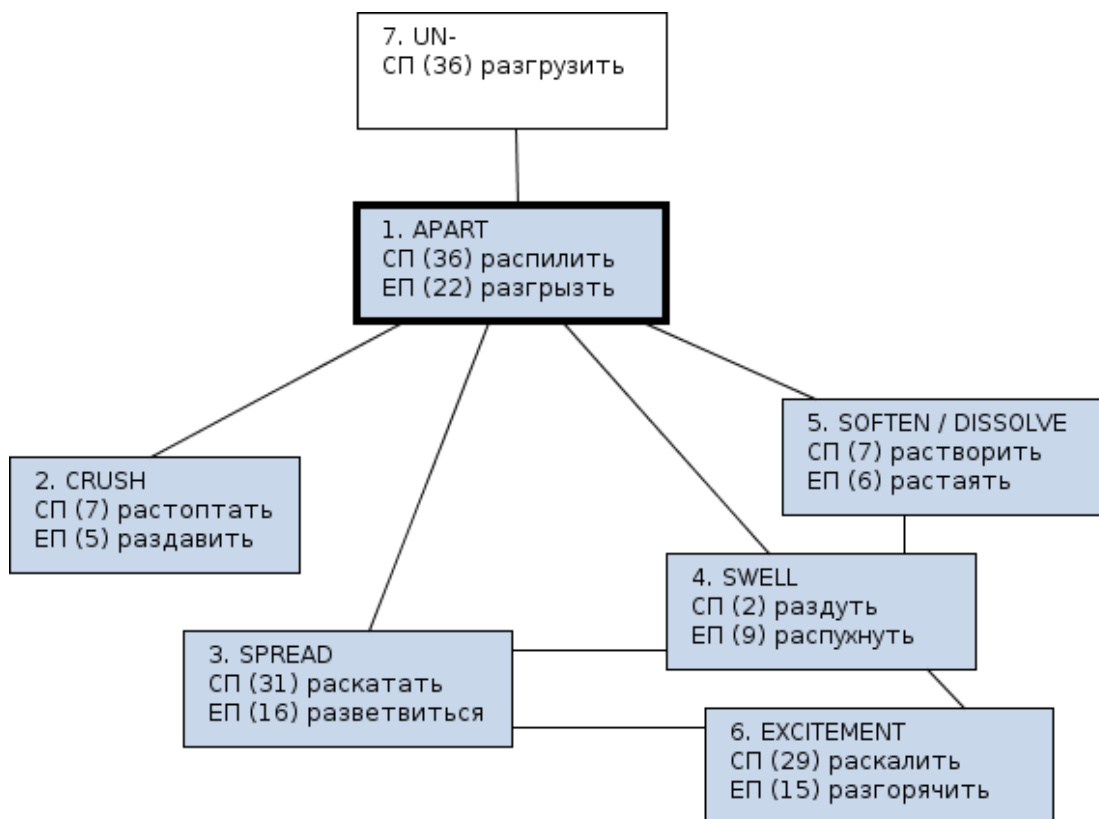 7. UN-
СП (36) разгрузить
1. APART
СП (36) распилить
ЕП (22) разгрызть
5. SOFTEN / DISSOLVE
СП (7) растворить
ЕП (6) растаять
2. CRUSH
СП (7) растоптать
ЕП (5) раздавить
4. SWELL
СП (2) раздуть
ЕП (9) распухнуть
3. SPREAD
СП (31) раскатать
ЕП (16) разветвиться
6. EXCITEMENT
СП (29) раскалить
ЕП (15) разгорячить